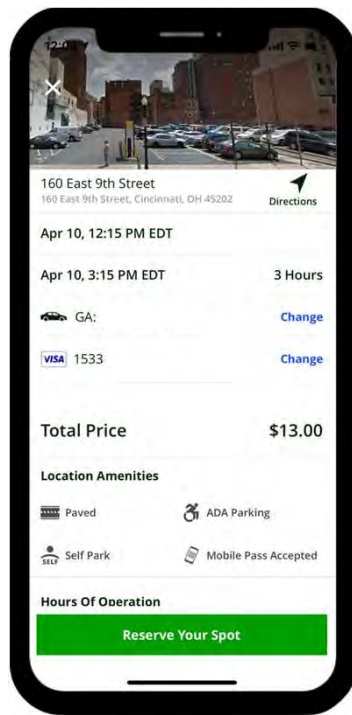 160 East 9th Street
160 East 9th Street, Cincinnati, OH 45202
Directions
Apr 10, 12:15 PM EDT
Apr 10, 3:15 PM EDT 3 Hours
GA: Change
VISA 1533 Change
Total Price $13.00
Location Amenities
Paved ADA Parking
SELF Self Park Mobile Pass Accepted
Hours Of Operation
Reserve Your Spot